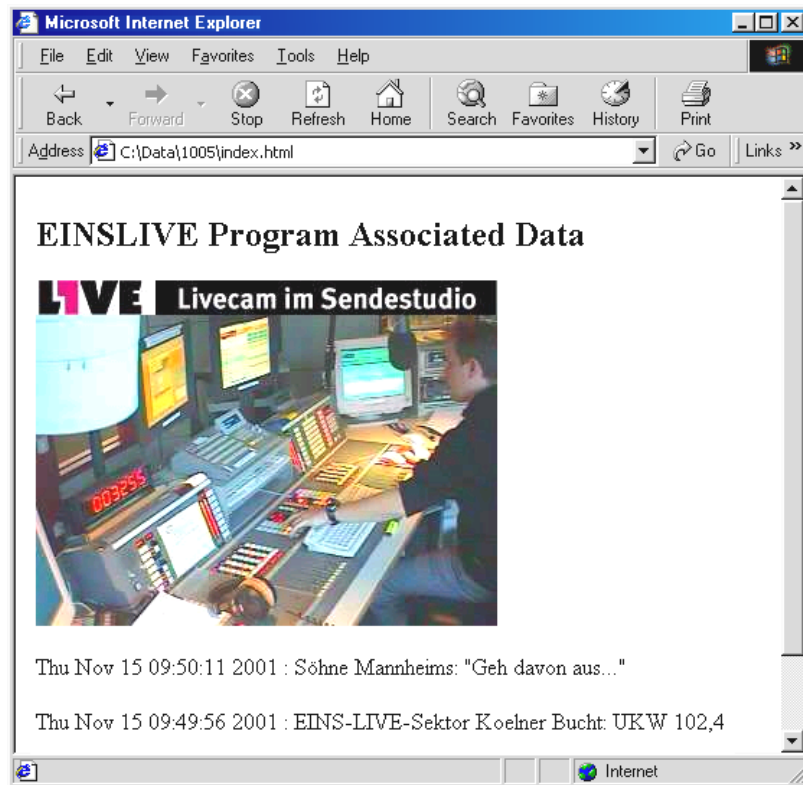 Microsoft Internet Explorer
File Edit View Favorites Tools Help
Back Forward Stop Refresh Home Search Favorites History Print
Address C:\Data\1005\index.html Go Links »
EINSLIVE Program Associated Data
L1VE Livecam im Sendestudio
003255
Thu Nov 15 09:50:11 2001 : Söhne Mannheims: "Geh davon aus..."
Thu Nov 15 09:49:56 2001 : EINS-LIVE-Sektor Koelner Bucht: UKW 102,4
Internet